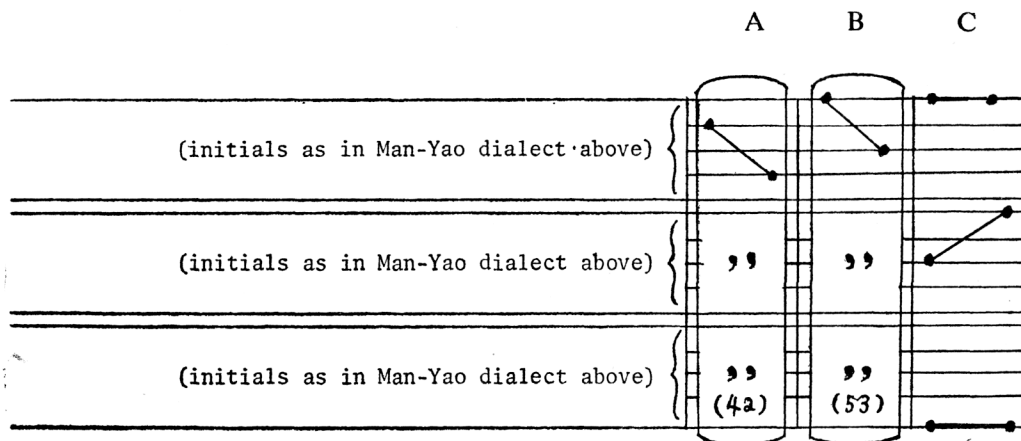 A B C
(initials as in Man-Yao dialect above)
(initials as in Man-Yao dialect above) ,, ,,
(initials as in Man-Yao dialect above) ,, ,,
(42) (53)